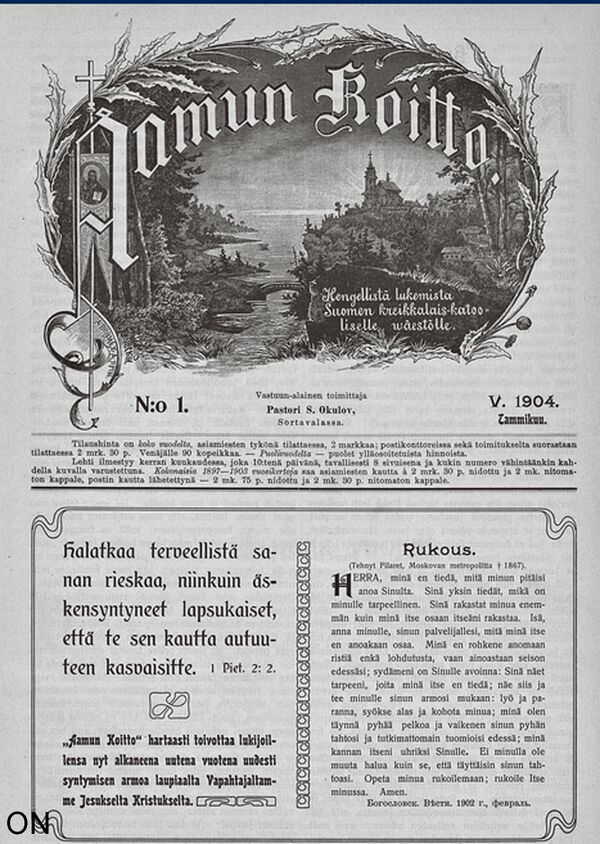 Aamun Koitto.
Hengellistä lukemista
Suomen kreikkalais-katoo-
liselle wäestölle.
N:o 1.
Vastuun-alainen toimittaja
Pastori S. Okulov,
Sortavalassa.
V. 1904.
Tammikuu.
Tilaushinta on koko vuodelta, asiamiesten tykönä tilattaessa, 2 markkaa; postikonttoreissa sekä toimitukselta suorastaan
tilattaessa 2 mrk. 30 p. Venäjälle 90 kopeikkaa. — Puolivuodelta — puolet ylläosoitetuista hinnoista.
Lehti ilmestyy kerran kuukaudessa, joka 10:tenä päivänä, tavallisesti 8 sivuisena ja kukin numero vähintäänkin kah-
della kuvalla varustettuna. Kokonaisia 1897—1903 vuosikertoja saa asiamiesten kautta à 2 mrk. 30 p. nidottu ja 2 mk. nitoma-
ton kappale, postin kautta lähetettynä — 2 mk. 75 p. nidottu ja 2 mk. 30 p. nitomaton kappale.
Halatkaa terveellistä sa-
nan rieskaa, niinkuin äs-
kensyntyneet lapsukaiset,
että te sen kautta autuu-
teen kasvaisitte. 1 Piet. 2: 2.
„Aamun Koitto" hartaasti toivottaa lukijoil-
lensa nyt alkaneena uutena vuotena uudesti
syntymisen armoa laupiaalta Vapahtajaltam-
me Jesukselta Kristukselta.
Rukous.
(Tehnyt Filaret, Moskovan metropoliitta † 1867).
HERRA, minä en tiedä, mitä minun pitäisi
anoa Sinulta. Sinä yksin tiedät, mikä on
minulle tarpeellinen. Sinä rakastat minua enem-
män kuin minä itse osaan itseäni rakastaa. Isä,
anna minulle, sinun palvelijallesi, mitä minä itse
en anoakaan osaa. Minä en rohkene anomaan
ristiä enkä lohdutusta, vaan ainoastaan seison
edessäsi; sydämeni on Sinulle avoinna: Sinä näet
tarpeeni, joita minä itse en tiedä; näe siis ja
tee minulle sinun armosi mukaan: lyö ja pa-
ranna, syökse alas ja kohota minua; minä olen
täynnä pyhää pelkoa ja vaikenen sinun pyhän
tahtosi ja tutkimattomain tuomioisi edessä; minä
kannan itseni uhriksi Sinulle. Ei minulla ole
muuta halua kuin se, että täyttäisin sinun tah-
toasi. Opeta minua rukoilemaan; rukoile Itse
minussa. Amen.
Богословск. Вѣстн. 1902 г., февраль.
ON